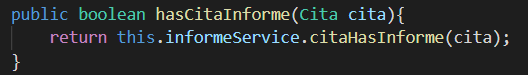 public boolean hasCitaInforme(Cita cita){
    return this.informeService.citaHasInforme(cita);
}